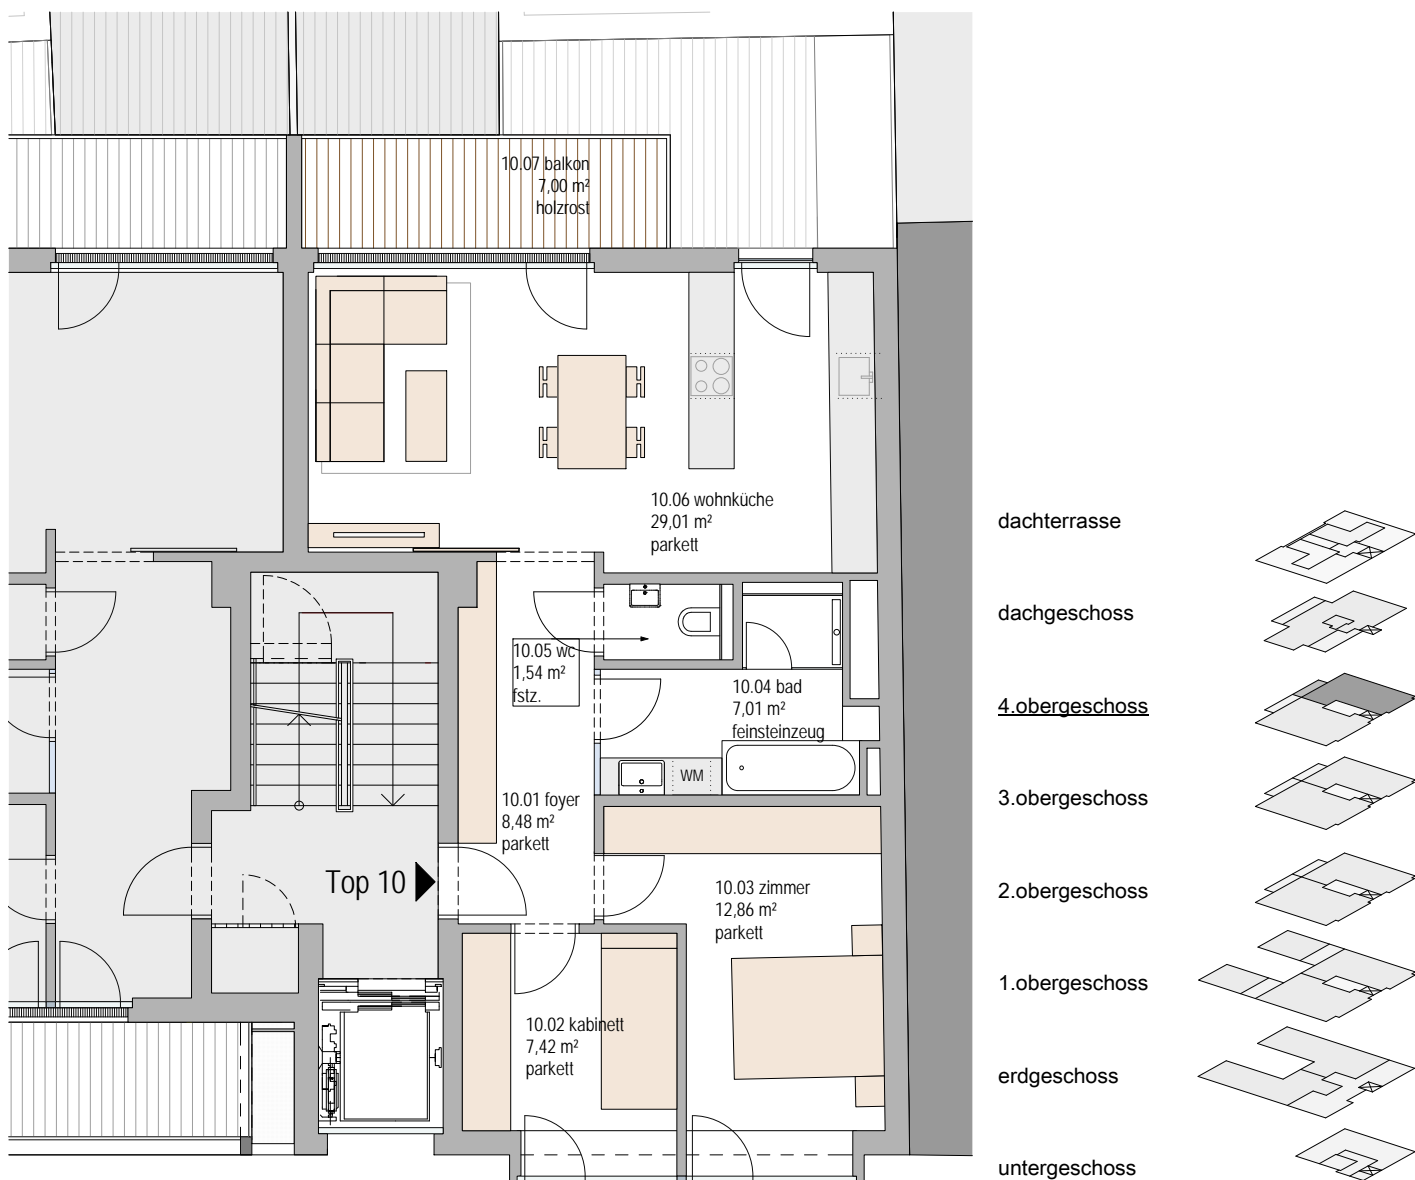 10.07 balkon
7,00 m²
holzrost
10.06 wohnküche
29,01 m²
parkett
10.05 wc
1,54 m²
fstz.
10.04 bad
7,01 m²
feinsteinzeug
WM
10.01 foyer
8,48 m²
parkett
Top 10
10.03 zimmer
12,86 m²
parkett
10.02 kabinett
7,42 m²
parkett
dachterrasse
dachgeschoss
4.obergeschoss
3.obergeschoss
2.obergeschoss
1.obergeschoss
erdgeschoss
untergeschoss